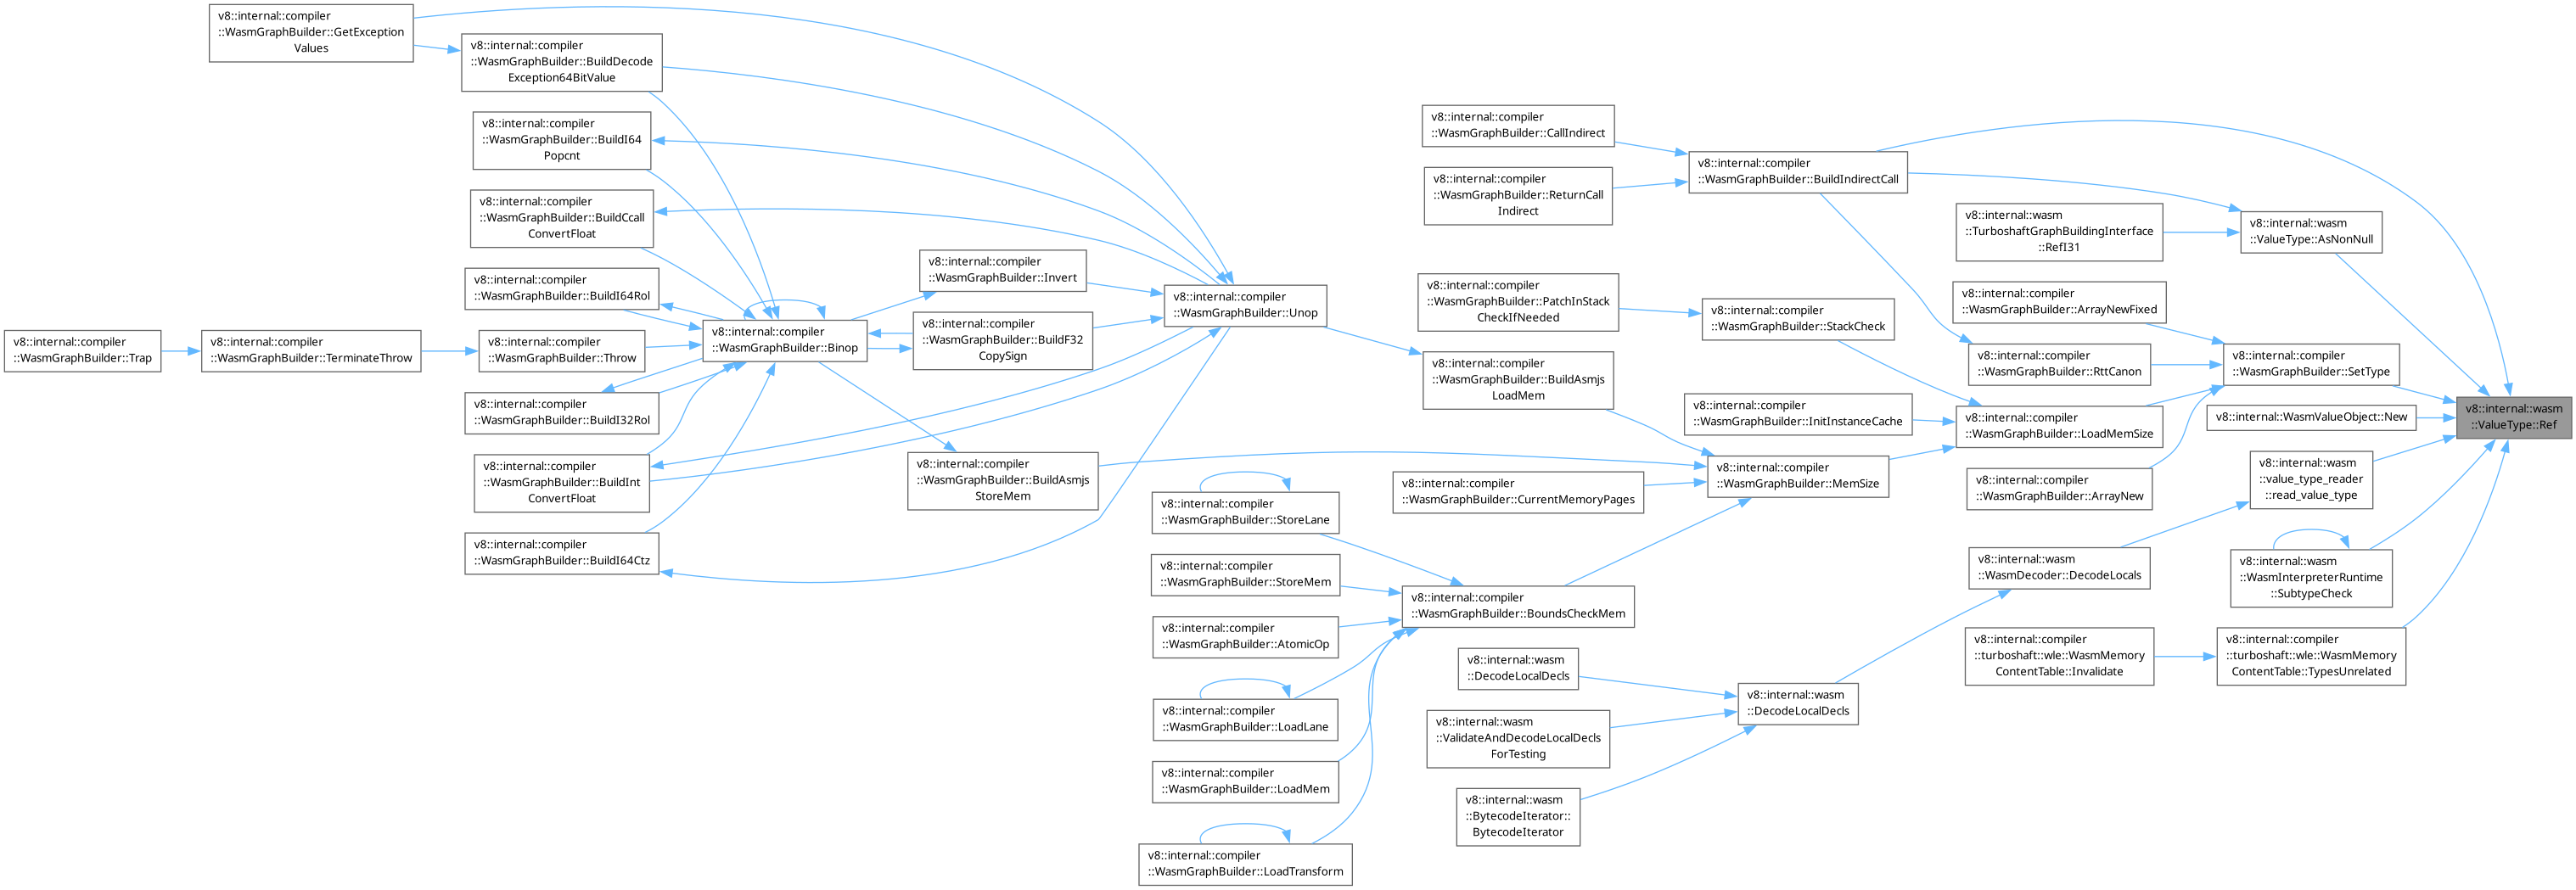 v8::internal::compiler
::WasmGraphBuilder::GetException
Values
v8::internal::compiler
::WasmGraphBuilder::BuildDecode
Exception64BitValue
v8::internal::compiler
::WasmGraphBuilder::BuildI64
Popcnt
v8::internal::compiler
::WasmGraphBuilder::BuildCcall
ConvertFloat
v8::internal::compiler
::WasmGraphBuilder::BuildI64Rol
v8::internal::compiler
::WasmGraphBuilder::Trap
v8::internal::compiler
::WasmGraphBuilder::TerminateThrow
v8::internal::compiler
::WasmGraphBuilder::Throw
v8::internal::compiler
::WasmGraphBuilder::BuildI32Rol
v8::internal::compiler
::WasmGraphBuilder::BuildInt
ConvertFloat
v8::internal::compiler
::WasmGraphBuilder::BuildI64Ctz
v8::internal::compiler
::WasmGraphBuilder::Binop
v8::internal::compiler
::WasmGraphBuilder::Invert
v8::internal::compiler
::WasmGraphBuilder::BuildF32
CopySign
v8::internal::compiler
::WasmGraphBuilder::BuildAsmjs
StoreMem
v8::internal::compiler
::WasmGraphBuilder::Unop
v8::internal::compiler
::WasmGraphBuilder::StoreLane
v8::internal::compiler
::WasmGraphBuilder::StoreMem
v8::internal::compiler
::WasmGraphBuilder::AtomicOp
v8::internal::compiler
::WasmGraphBuilder::LoadLane
v8::internal::compiler
::WasmGraphBuilder::LoadMem
v8::internal::compiler
::WasmGraphBuilder::LoadTransform
v8::internal::compiler
::WasmGraphBuilder::CallIndirect
v8::internal::compiler
::WasmGraphBuilder::ReturnCall
Indirect
v8::internal::compiler
::WasmGraphBuilder::PatchInStack
CheckIfNeeded
v8::internal::compiler
::WasmGraphBuilder::BuildAsmjs
LoadMem
v8::internal::compiler
::WasmGraphBuilder::CurrentMemoryPages
v8::internal::compiler
::WasmGraphBuilder::BoundsCheckMem
v8::internal::wasm
::DecodeLocalDecls
v8::internal::wasm
::ValidateAndDecodeLocalDecls
ForTesting
v8::internal::wasm
::BytecodeIterator::
BytecodeIterator
v8::internal::compiler
::WasmGraphBuilder::BuildIndirectCall
v8::internal::compiler
::WasmGraphBuilder::StackCheck
v8::internal::compiler
::WasmGraphBuilder::InitInstanceCache
v8::internal::compiler
::WasmGraphBuilder::MemSize
v8::internal::wasm
::DecodeLocalDecls
v8::internal::wasm
::TurboshaftGraphBuildingInterface
::RefI31
v8::internal::compiler
::WasmGraphBuilder::ArrayNewFixed
v8::internal::compiler
::WasmGraphBuilder::RttCanon
v8::internal::compiler
::WasmGraphBuilder::LoadMemSize
v8::internal::compiler
::WasmGraphBuilder::ArrayNew
v8::internal::wasm
::WasmDecoder::DecodeLocals
v8::internal::compiler
::turboshaft::wle::WasmMemory
ContentTable::Invalidate
v8::internal::wasm
::ValueType::AsNonNull
v8::internal::compiler
::WasmGraphBuilder::SetType
v8::internal::WasmValueObject::New
v8::internal::wasm
::value_type_reader
::read_value_type
v8::internal::wasm
::WasmInterpreterRuntime
::SubtypeCheck
v8::internal::compiler
::turboshaft::wle::WasmMemory
ContentTable::TypesUnrelated
v8::internal::wasm
::ValueType::Ref